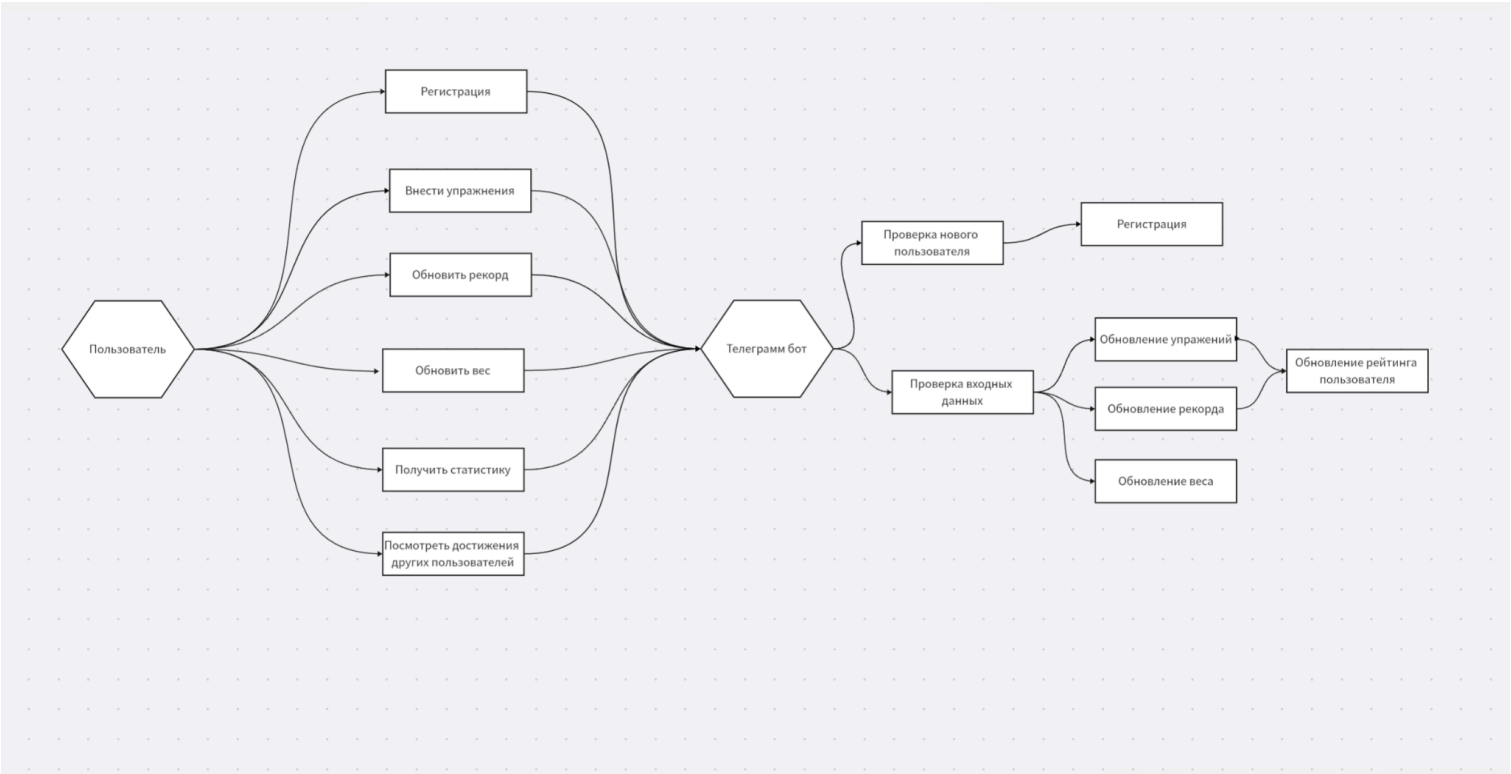 Пользователь
Регистрация
Внести упражнения
Обновить рекорд
Обновить вес
Получить статистику
Посмотреть достижения
других пользователей
Телеграмм бот
Проверка нового
пользователя
Регистрация
Проверка входных
данных
Обновление упражений
Обновление рекорда
Обновление веса
Обновление рейтинга
пользователя